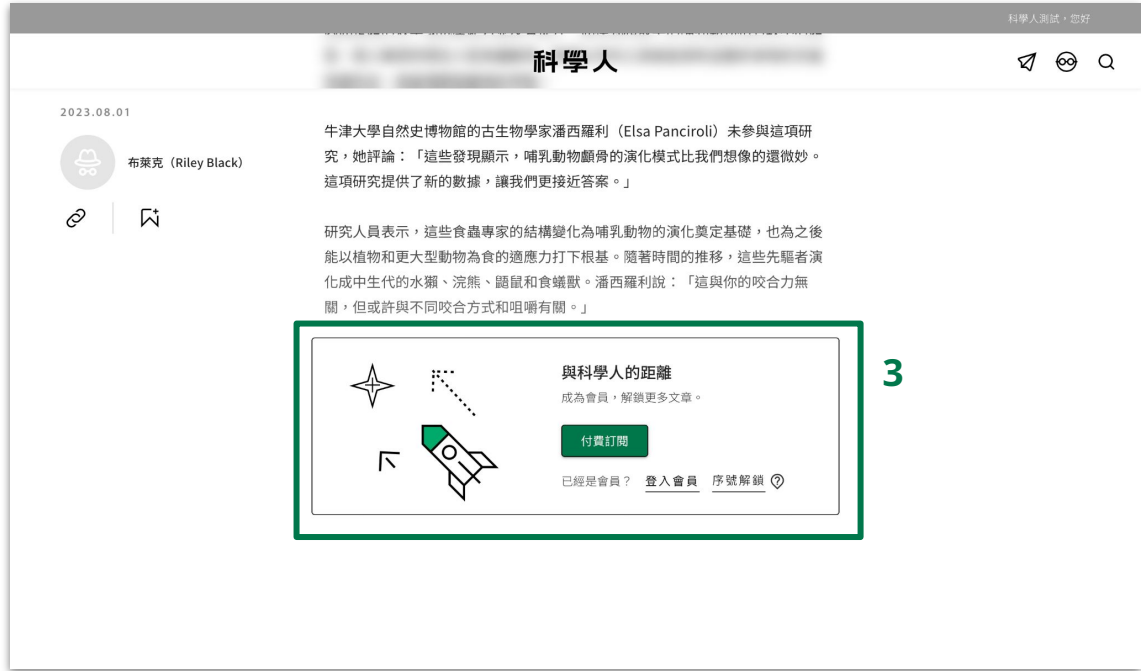 科學人測試,您好
科學人
2023.08.01
布萊克(Riley Black)
牛津大學自然史博物館的古生物學家潘西羅利(Elsa Panciroli)未參與這項研
究,她評論:「這些發現顯示,哺乳動物顱骨的演化模式比我們想像的還微妙。
這項研究提供了新的數據,讓我們更接近答案。」
研究人員表示,這些食蟲專家的結構變化為哺乳動物的演化奠定基礎,也為之後
能以植物和更大型動物為食的適應力打下根基。隨著時間的推移,這些先驅者演
化成中生代的水獺、浣熊、鼯鼠和食蟻獸。潘西羅利說:「這與你的咬合力無
關,但或許與不同咬合方式和咀嚼有關。」
3
與科學人的距離
成為會員,解鎖更多文章。
付費訂閱
已經是會員? 登入會員 序號解鎖